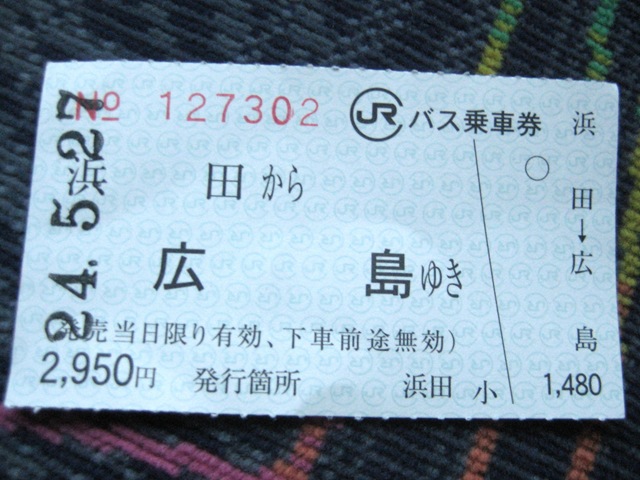 No 127302
JR バス乗車券
24.5.27
浜田から
広島ゆき
発売当日限り有効、下車前途無効)
2,950円 発行箇所 浜田 小 1,480
浜田→広島